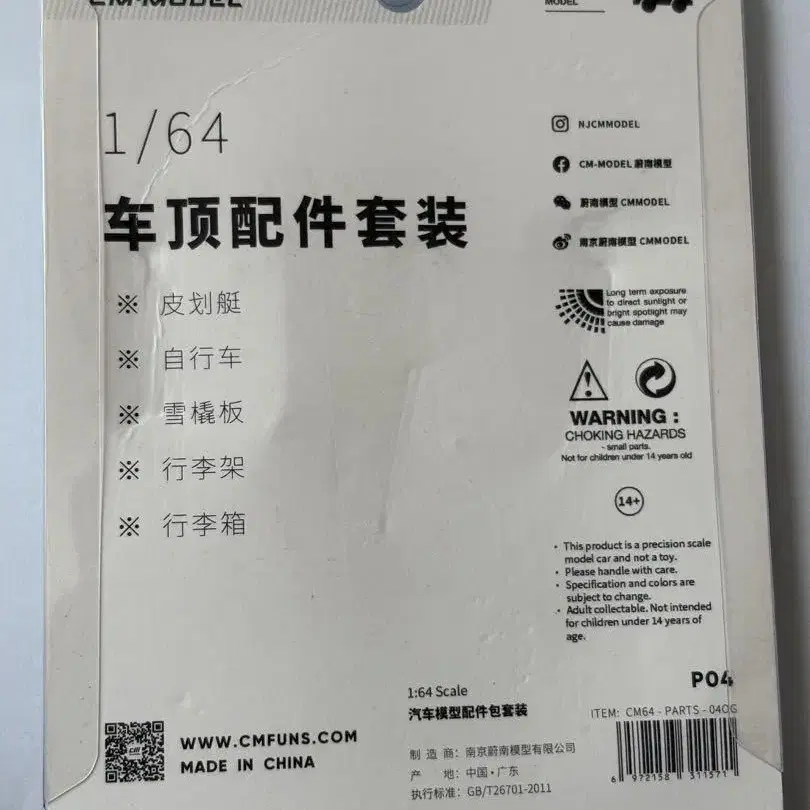 CM-MODEL
MODEL
1/64
车顶配件套装
※ 皮划艇
※ 自行车
※ 雪橇板
※ 行李架
※ 行李箱
NJCMMODEL
CM-MODEL 蔚南模型
蔚南模型 CMMODEL
南京蔚南模型 CMMODEL
Long term exposure
to direct sunlight or
bright spotlight may
cause damage
WARNING :
CHOKING HAZARDS
- small parts.
Not for children under 14 years old
14+
· This product is a precision scale
model car and not a toy.
· Please handle with care.
· Specification and colors are
subject to change.
· Adult collectable. Not intended
for children under 14 years of
age.
P04
1:64 Scale
汽车模型配件包套装
ITEM: CM64 - PARTS - 04OG
制 造 商: 南京蔚南模型有限公司
产 地: 中国·广东
执行标准: GB/T26701-2011
WWW.CMFUNS.COM
MADE IN CHINA
6 972158 311571